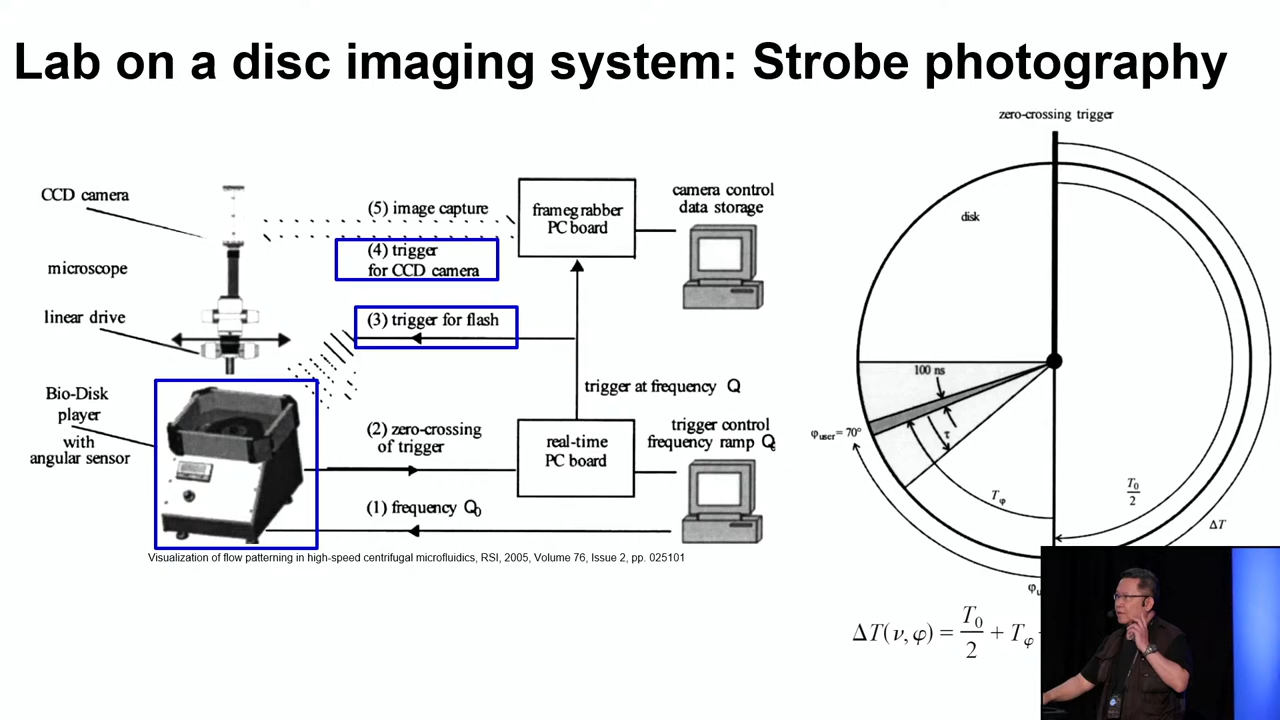 Lab on a disc imaging system: Strobe photography
zero-crossing trigger
CCD camera
microscope
linear drive
Bio-Disk
player
with
angular sensor
(5) image capture
(4) trigger
for CCD camera
(3) trigger for flash
(2) zero-crossing
of trigger
(1) frequency Ω₀
framegrabber
PC board
trigger at frequency Ω
real-time
PC board
camera control
data storage
trigger control
frequency ramp
disk
100 ns
τ
φuser = 70°
Tφ
T₀
2
ΔT
Visualization of flow patterning in high-speed centrifugal microfluidics, RSI, 2005, Volume 76, Issue 2, pp. 025101
ΔT(ν,φ) = T₀/2 + Tφ